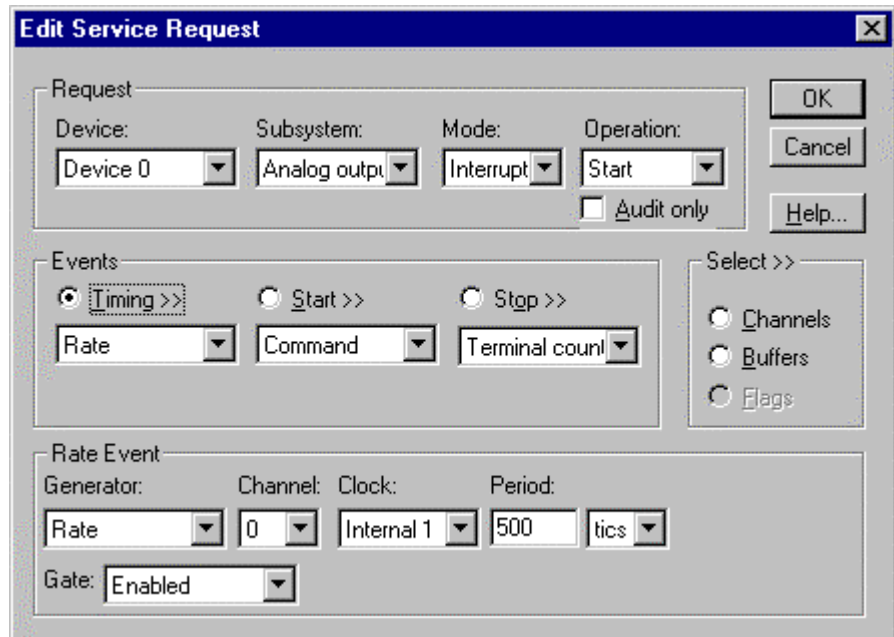 Edit Service Request
Request
OK
Device: Subsystem: Mode: Operation:
Cancel
Device 0 Analog outpu Interrupt Start
Audit only
Help...
Events
Select >>
Timing >> Start >> Stop >>
Channels
Rate Command Terminal count
Buffers
Flags
Rate Event
Generator: Channel: Clock: Period:
Rate 0 Internal 1 500 tics
Gate: Enabled